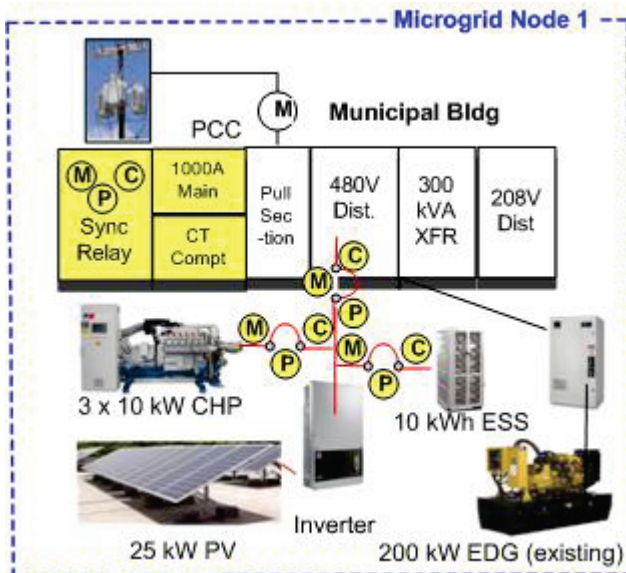 Microgrid Node 1
M
Municipal Bldg
PCC
M
C
P
Sync
Relay
1000A
Main
CT
Compt
Pull
Sec
-tion
480V
Dist.
300
kVA
XFR
208V
Dist
C
M
P
M
C
P
M
C
P
3 x 10 kW CHP
10 kWh ESS
Inverter
25 kW PV
200 kW EDG (existing)